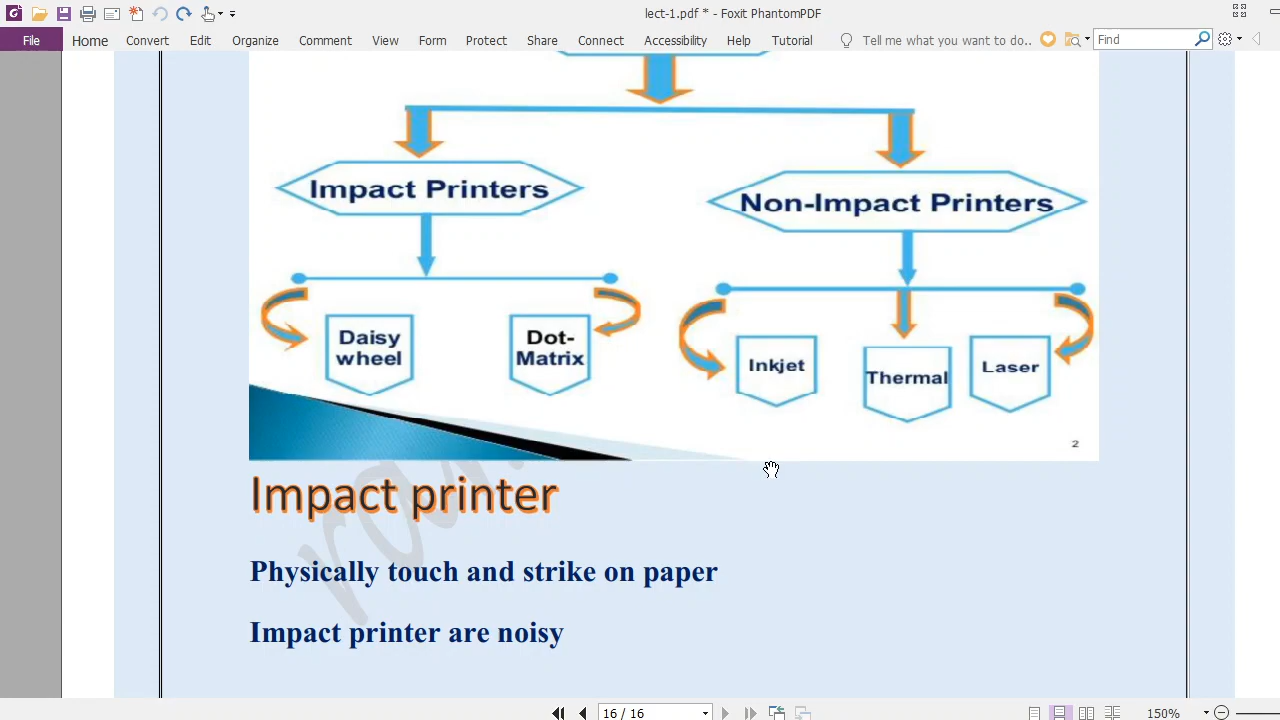 lect-1.pdf * - Foxit PhantomPDF
File Home Convert Edit Organize Comment View Form Protect Share Connect Accessibility Help Tutorial Tell me what you want to do.. Find
Impact Printers
Non-Impact Printers
Daisy
wheel
Dot-
Matrix
Inkjet
Thermal
Laser
2
Impact printer
Physically touch and strike on paper
Impact printer are noisy
16 / 16
150%